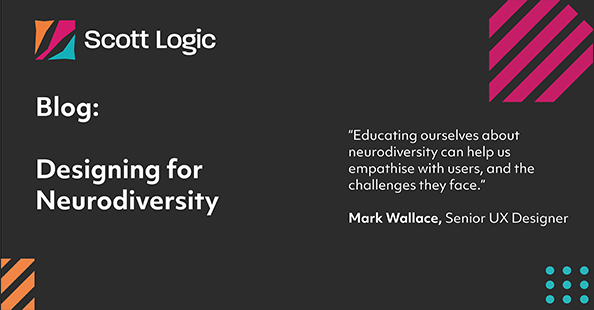 Scott Logic
Blog:
Designing for
Neurodiversity
“Educating ourselves about
neurodiversity can help us
empathise with users, and the
challenges they face.”
Mark Wallace, Senior UX Designer